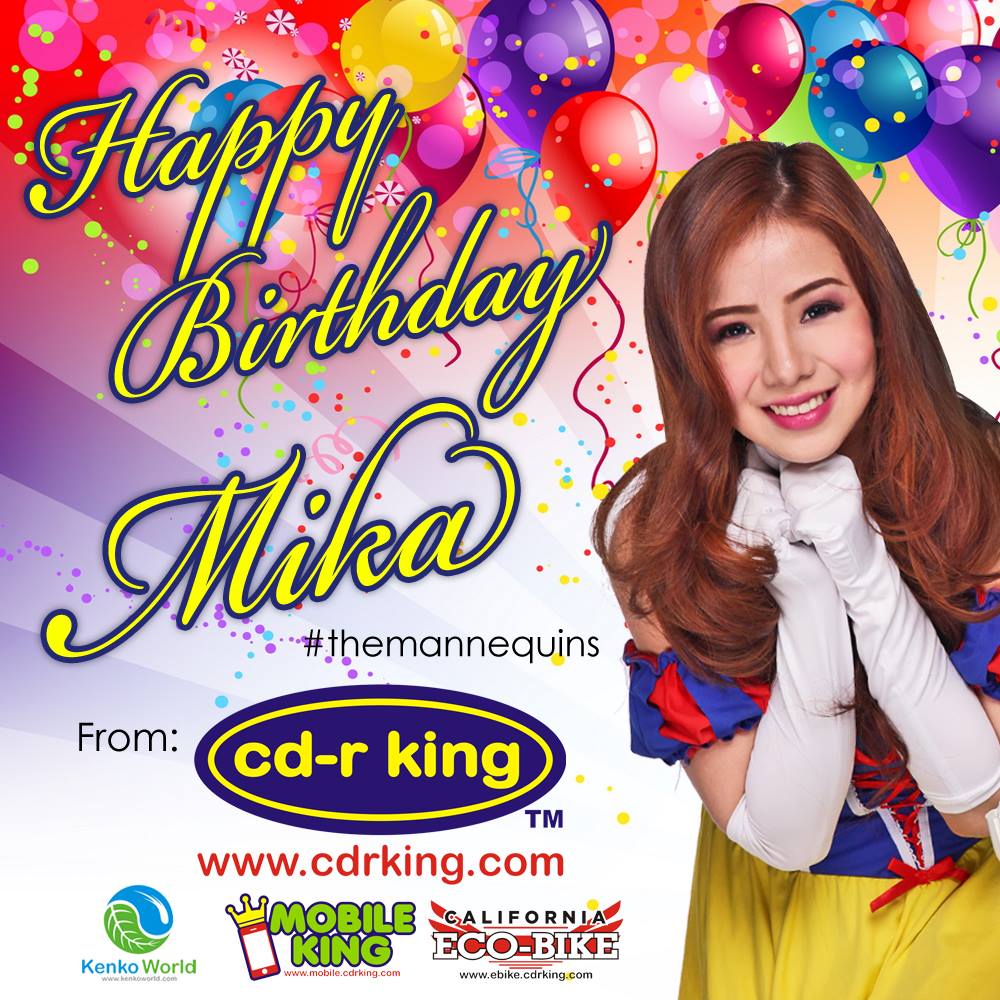 Happy
Birthday
Mika
#themannequins
From:
cd-r king
TM
www.cdrking.com
Kenko World
www.kenkoworld.com
MOBILE
KING
www.mobile.cdrking.com
CALIFORNIA
ECO-BIKE
www.ebike.cdrking.com